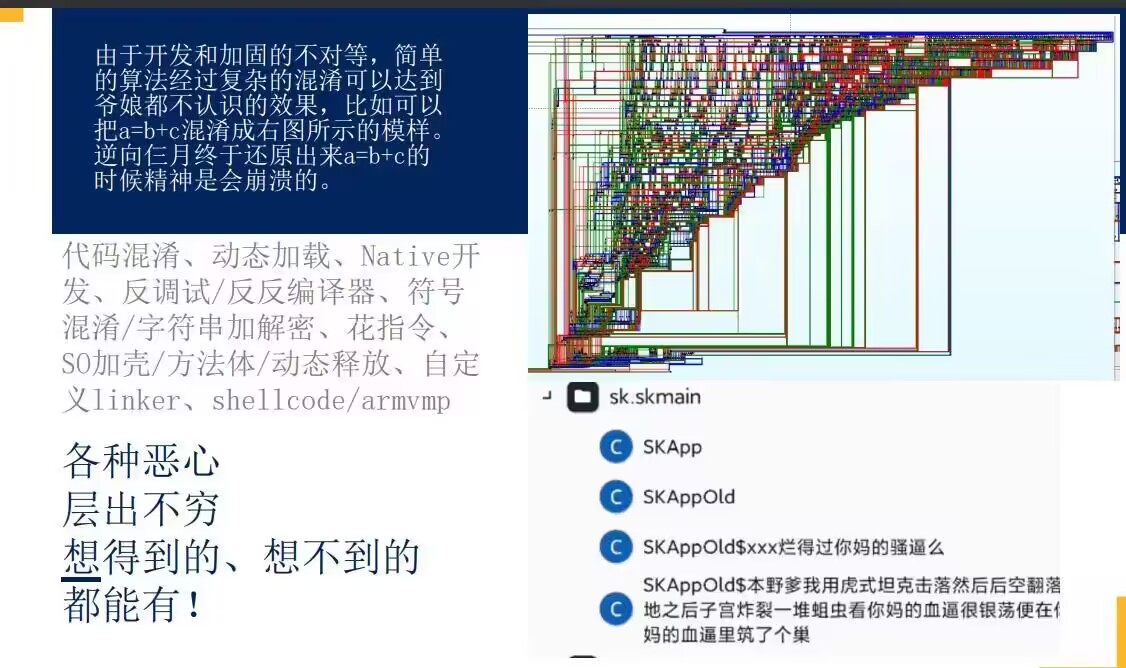 由于开发和加固的不对等，简单
的算法经过复杂的混淆可以达到
爷娘都不认识的效果，比如可以
把a=b+c混淆成右图所示的模样。
逆向仨月终于还原出来a=b+c的
时候精神是会崩溃的。
代码混淆、动态加载、Native开
发、反调试/反反编译器、符号
混淆/字符串加解密、花指令、
SO加壳/方法体/动态释放、自定
义linker、shellcode/armvmp
各种恶心
层出不穷
想得到的、想不到的
都能有！
sk.skmain
C SKApp
C SKAppOld
C SKAppOld$xxx烂得过你妈的骚逼么
C SKAppOld$本野爹我用虎式坦克击落然后后空翻落
地之后子宫炸裂一堆蛆虫看你妈的血逼很银荡便在你
妈的血逼里筑了个巢